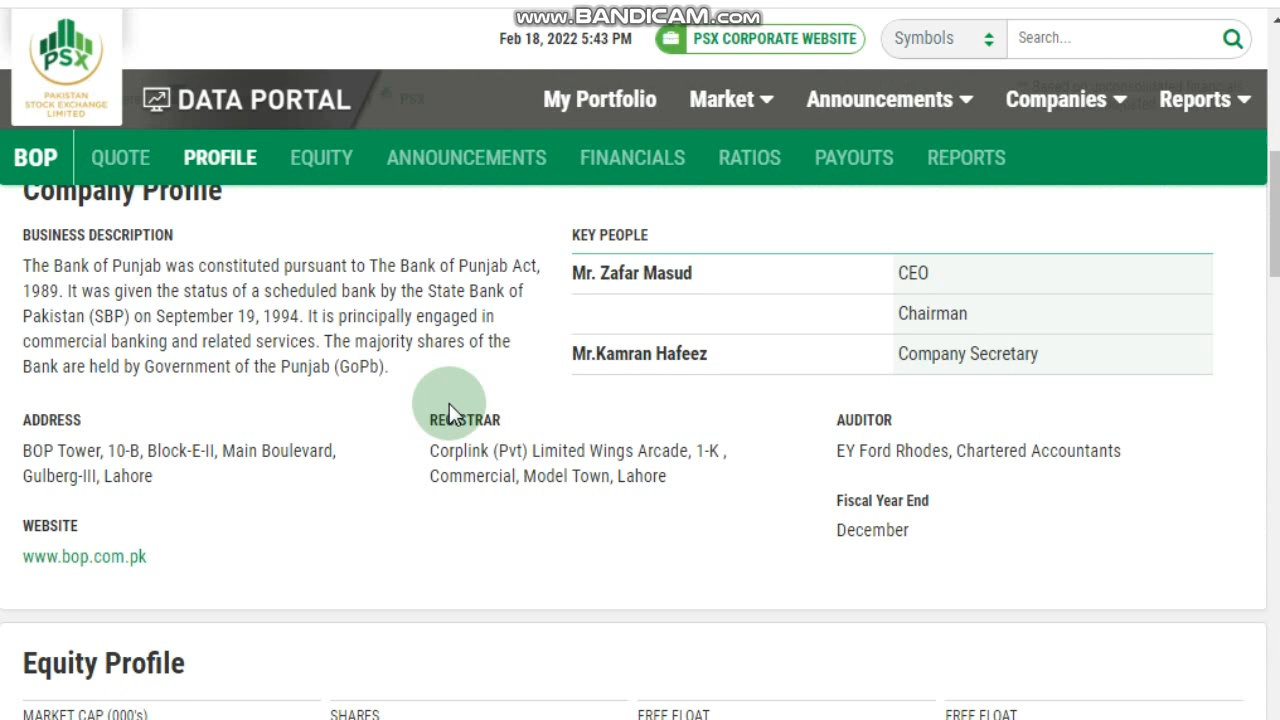 www.BANDICAM.com
Feb 18, 2022 5:43 PM
PSX CORPORATE WEBSITE
Symbols
Search...
PSX
PAKISTAN
STOCK EXCHANGE
LIMITED
DATA PORTAL
My Portfolio
Market
Announcements
Companies
Reports
BOP
QUOTE
PROFILE
EQUITY
ANNOUNCEMENTS
FINANCIALS
RATIOS
PAYOUTS
REPORTS
Company Profile
BUSINESS DESCRIPTION
The Bank of Punjab was constituted pursuant to The Bank of Punjab Act,
1989. It was given the status of a scheduled bank by the State Bank of
Pakistan (SBP) on September 19, 1994. It is principally engaged in
commercial banking and related services. The majority shares of the
Bank are held by Government of the Punjab (GoPb).
KEY PEOPLE
Mr. Zafar Masud CEO
Chairman
Mr.Kamran Hafeez Company Secretary
ADDRESS
BOP Tower, 10-B, Block-E-II, Main Boulevard,
Gulberg-III, Lahore
REGISTRAR
Corplink (Pvt) Limited Wings Arcade, 1-K ,
Commercial, Model Town, Lahore
AUDITOR
EY Ford Rhodes, Chartered Accountants
Fiscal Year End
December
WEBSITE
www.bop.com.pk
Equity Profile
MARKET CAP (000's)
SHARES
FREE FLOAT
FREE FLOAT